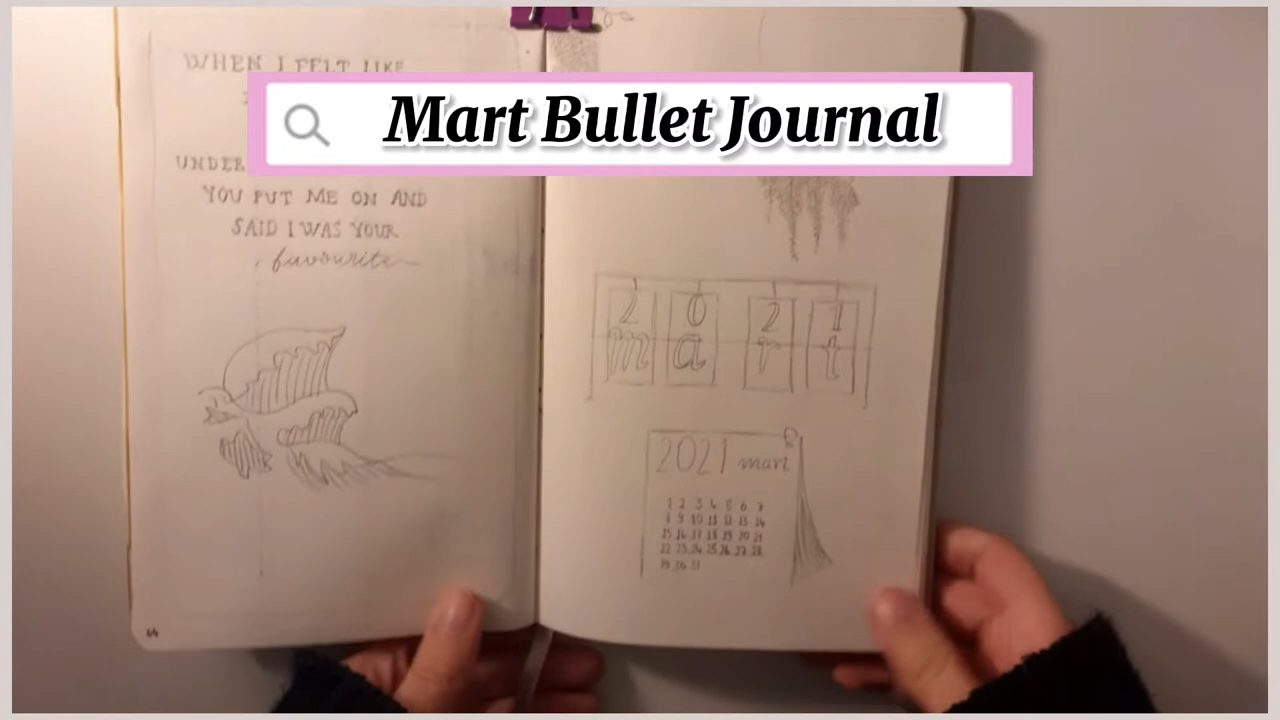 Mart Bullet Journal
WHEN I FELT LIKE
UNDER
YOU PUT ME ON AND
SAID I WAS YOUR
favourite
2 0 2 1
m a r t
2021 mart
1 2 3 4 5 6 7
8 9 10 11 12 13 14
15 16 17 18 19 20 21
22 23 24 25 26 27 28
29 30 31